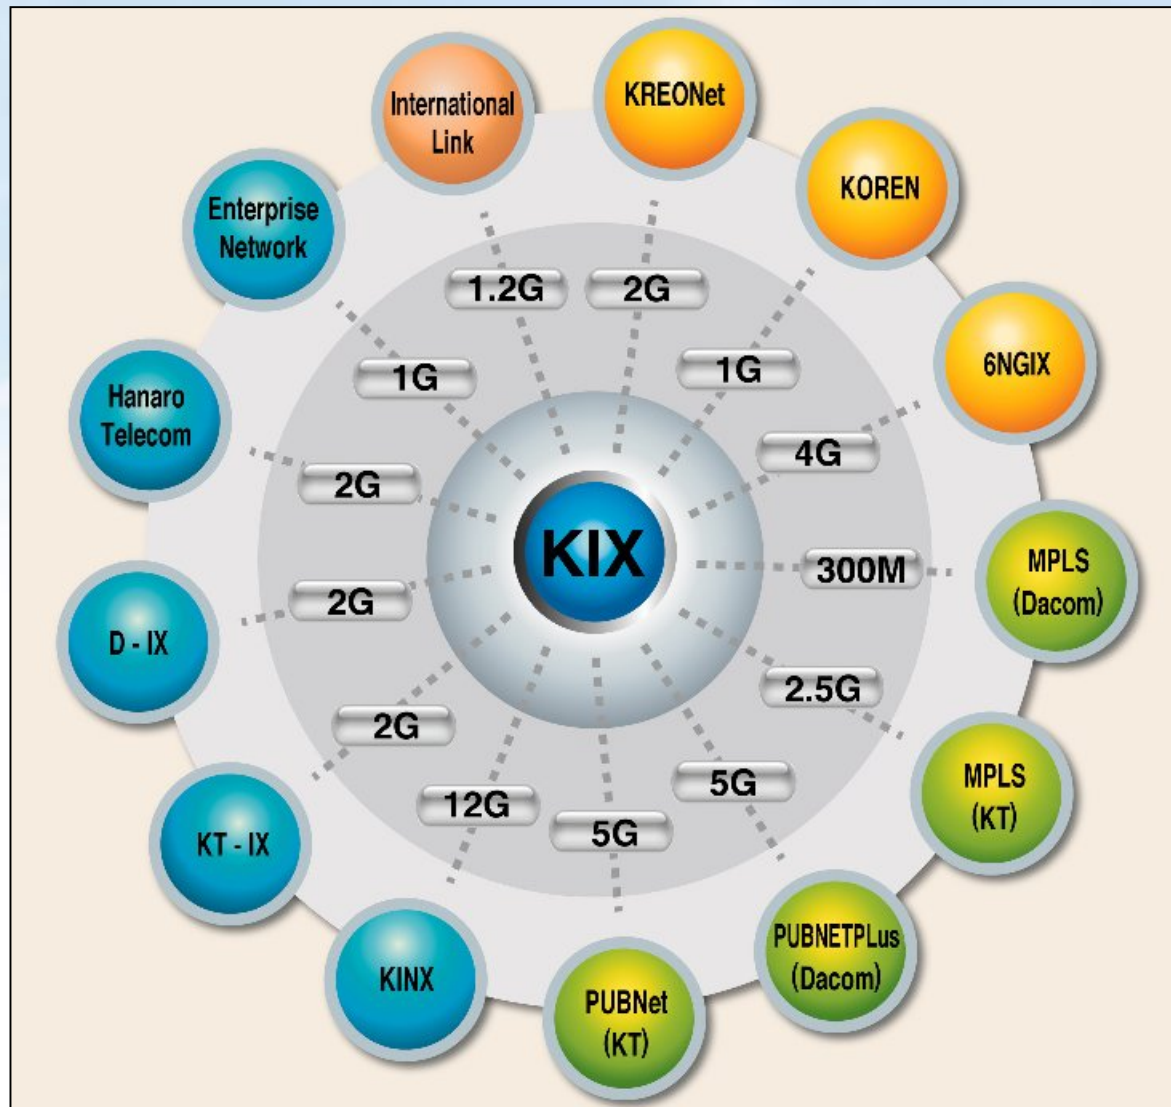 International
Link
KREONet
KOREN
Enterprise
Network
6NGIX
Hanaro
Telecom
1.2G
2G
1G
1G
4G
2G
KIX
300M
MPLS
(Dacom)
2G
D - IX
2.5G
2G
5G
12G
5G
MPLS
(KT)
KT - IX
PUBNETPLus
(Dacom)
KINX
PUBNet
(KT)